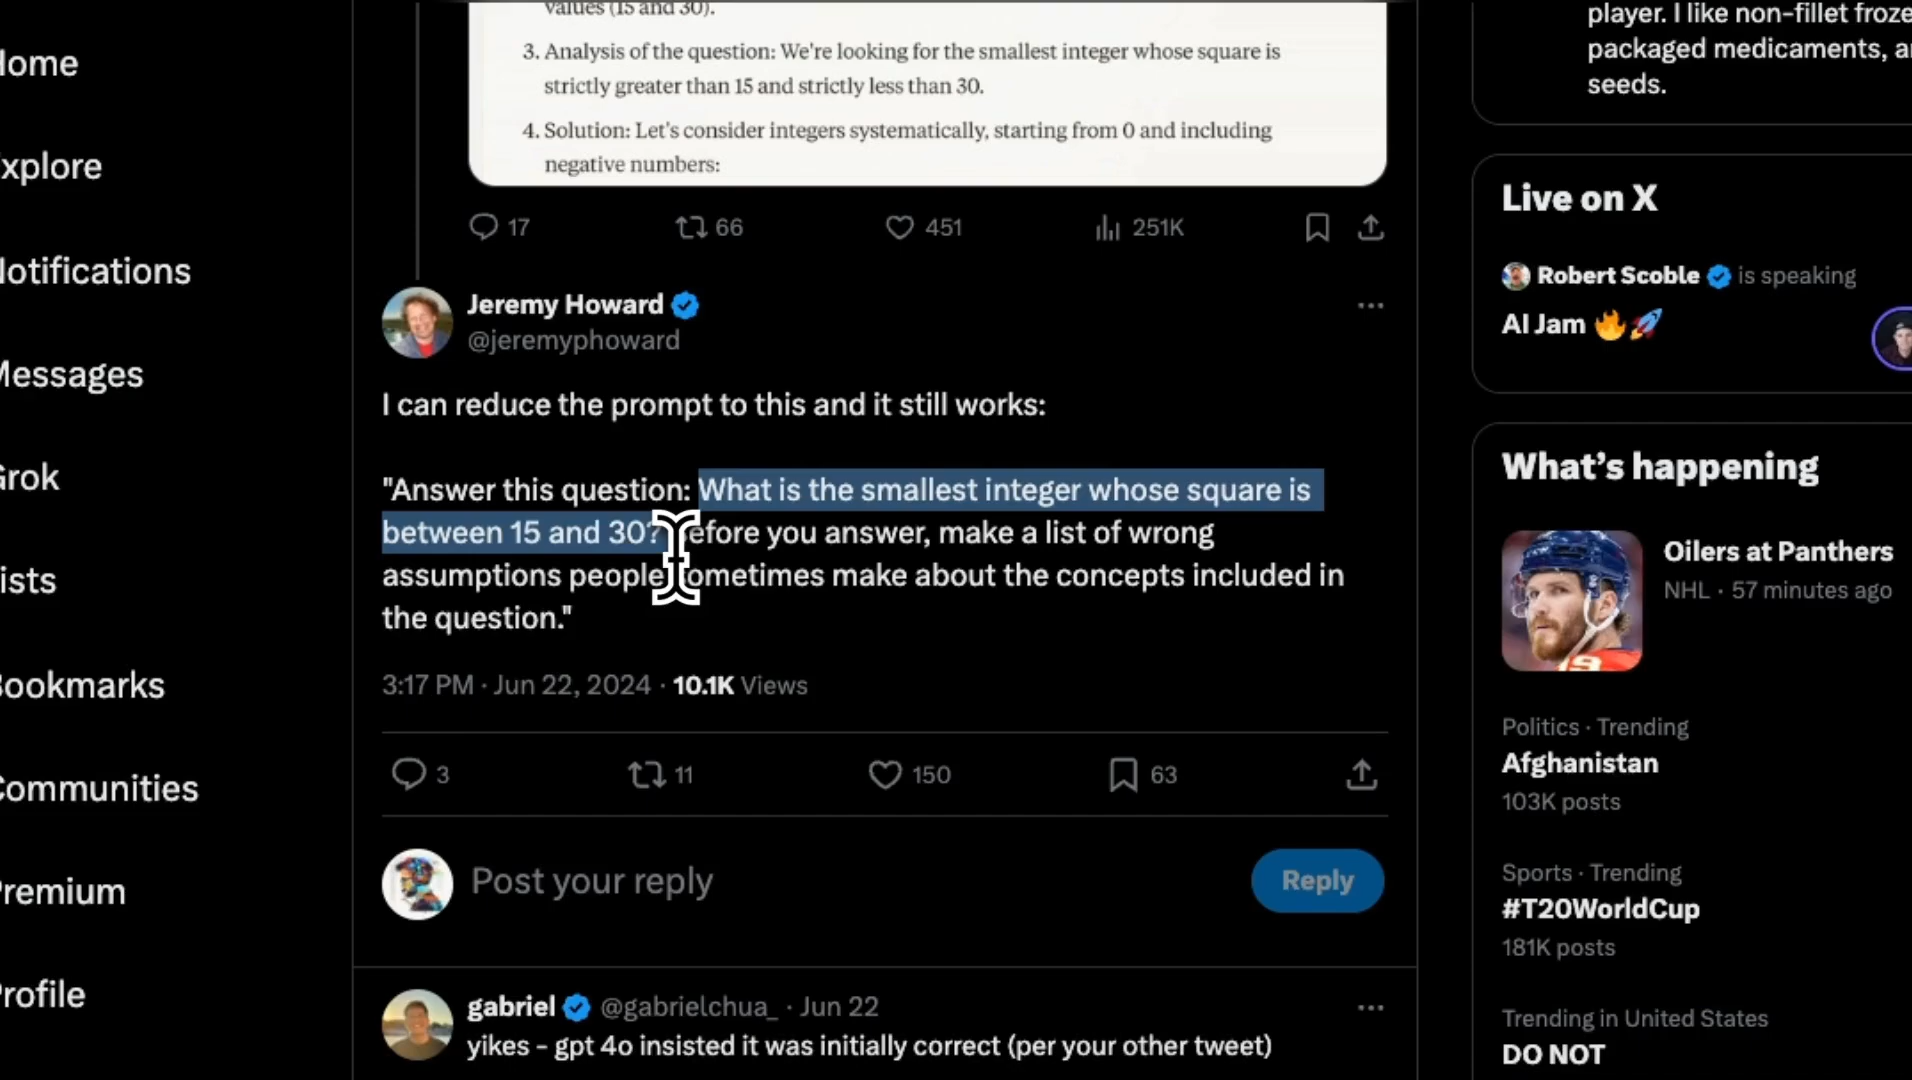 values (15 and 30).
3. Analysis of the question: We're looking for the smallest integer whose square is
strictly greater than 15 and strictly less than 30.
4. Solution: Let's consider integers systematically, starting from 0 and including
negative numbers:
17 66 451 251K
Jeremy Howard
@jeremyphoward
I can reduce the prompt to this and it still works:
"Answer this question: What is the smallest integer whose square is
between 15 and 30? efore you answer, make a list of wrong
assumptions people ometimes make about the concepts included in
the question."
3:17 PM · Jun 22, 2024 · 10.1K Views
3 11 150 63
Post your reply
Reply
gabriel @gabrielchua_ · Jun 22
yikes - gpt 4o insisted it was initially correct (per your other tweet)
ome
xplore
otifications
Messages
Grok
ists
Bookmarks
Communities
Premium
rofile
player. I like non-fillet froze
packaged medicaments, a
seeds.
Live on X
Robert Scoble is speaking
AI Jam 🔥🚀
What's happening
Oilers at Panthers
NHL · 57 minutes ago
Politics · Trending
Afghanistan
103K posts
Sports · Trending
#T20WorldCup
181K posts
Trending in United States
DO NOT